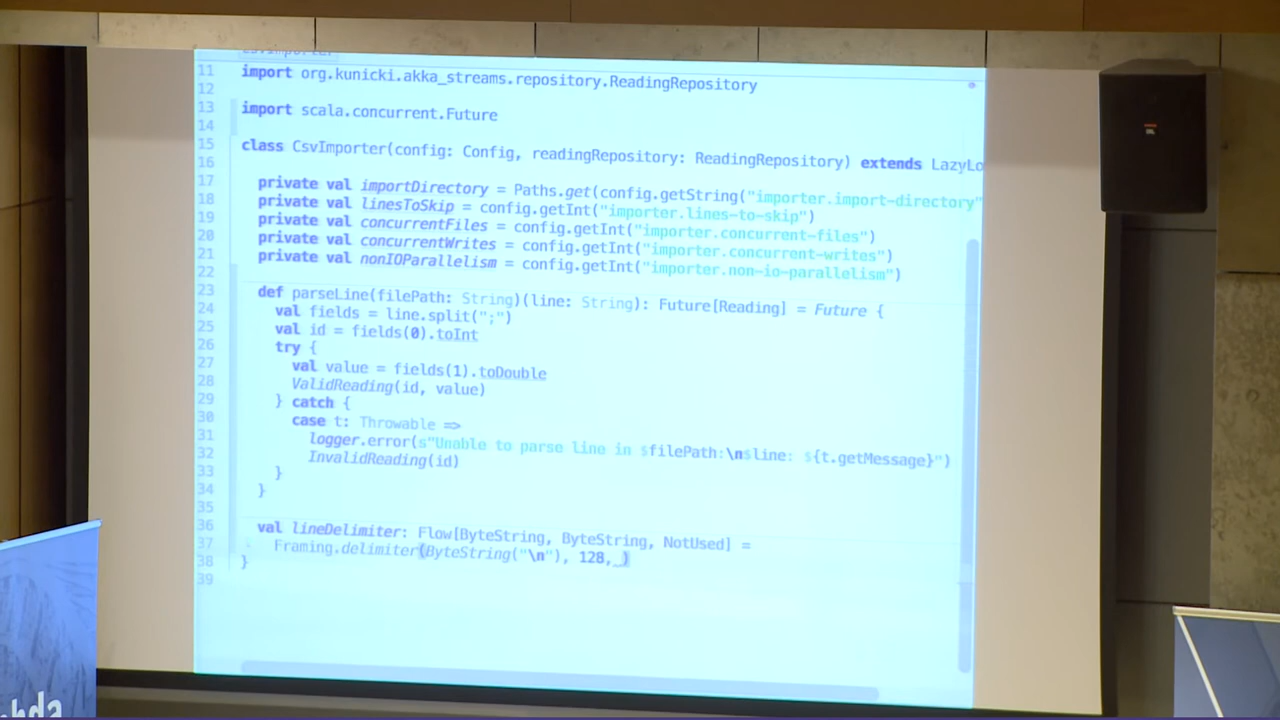 CsvImporter
11 import org.kunicki.akka_streams.repository.ReadingRepository
12
13 import scala.concurrent.Future
14
15 class CsvImporter(config: Config, readingRepository: ReadingRepository) extends LazyLo
16
17 private val importDirectory = Paths.get(config.getString("importer.import-directory"
18 private val linesToSkip = config.getInt("importer.lines-to-skip")
19 private val concurrentFiles = config.getInt("importer.concurrent-files")
20 private val concurrentWrites = config.getInt("importer.concurrent-writes")
21 private val nonIOParallelism = config.getInt("importer.non-io-parallelism")
22
23 def parseLine(filePath: String)(line: String): Future[Reading] = Future {
24 val fields = line.split(";")
25 val id = fields(0).toInt
26 try {
27 val value = fields(1).toDouble
28 ValidReading(id, value)
29 } catch {
30 case t: Throwable =>
31 logger.error(s"Unable to parse line in $filePath:\n$line: ${t.getMessage}")
32 InvalidReading(id)
33 }
34 }
35
36 val lineDelimiter: Flow[ByteString, ByteString, NotUsed] =
37 Framing.delimiter(ByteString("\n"), 128, )
38 }
39
JBL